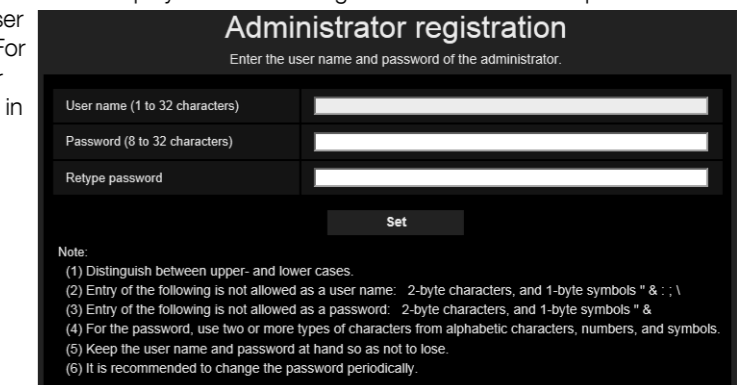 ser
For
in
Administrator registration
Enter the user name and password of the administrator.
User name (1 to 32 characters)
Password (8 to 32 characters)
Retype password
Set
Note:
(1) Distinguish between upper- and lower cases.
(2) Entry of the following is not allowed as a user name: 2-byte characters, and 1-byte symbols " & : ; \
(3) Entry of the following is not allowed as a password: 2-byte characters, and 1-byte symbols " &
(4) For the password, use two or more types of characters from alphabetic characters, numbers, and symbols.
(5) Keep the user name and password at hand so as not to lose.
(6) It is recommended to change the password periodically.